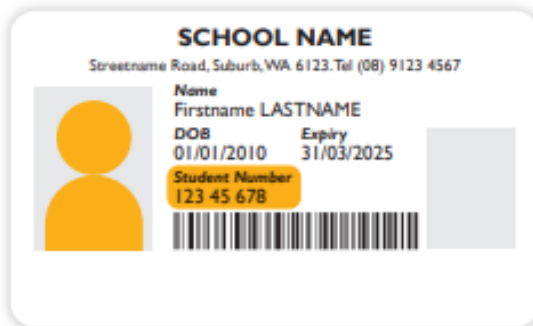 SCHOOL NAME
Streetname Road, Suburb, WA 6123. Tel (08) 9123 4567
Name
Firstname LASTNAME
DOB Expiry
01/01/2010 31/03/2025
Student Number
123 45 678